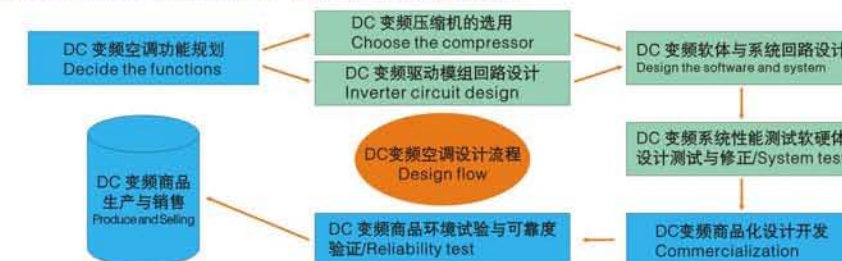 DC 变频空调功能规划
Decide the functions
DC 变频压缩机的选用
Choose the compressor
DC 变频驱动模组回路设计
Inverter circuit design
DC 变频软体与系统回路设计
Design the software and system
DC 变频系统性能测试软硬体
设计测试与修正/System test
DC变频空调设计流程
Design flow
DC 变频商品
生产与销售
Produce and Selling
DC 变频商品环境试验与可靠度
验证/Reliability test
DC变频商品化设计开发
Commercialization